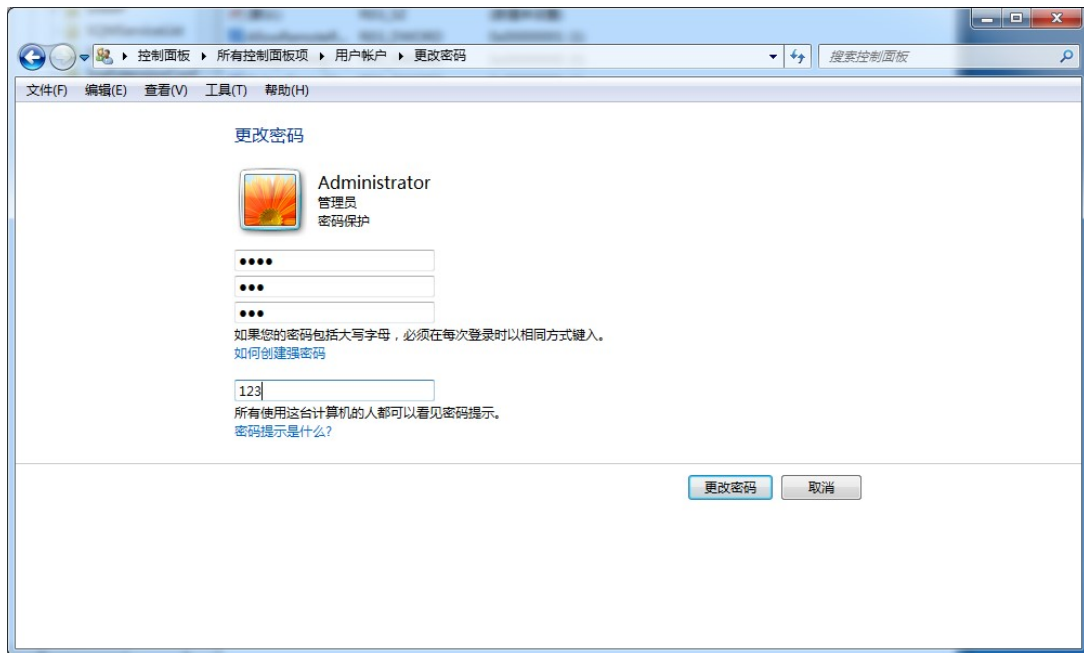 控制面板 ▸ 所有控制面板项 ▸ 用户帐户 ▸ 更改密码
搜索控制面板
文件(F) 编辑(E) 查看(V) 工具(T) 帮助(H)
更改密码
Administrator
管理员
密码保护
●●●●
●●●
●●●
如果您的密码包括大写字母，必须在每次登录时以相同方式键入。
如何创建强密码
123
所有使用这台计算机的人都可以看见密码提示。
密码提示是什么?
更改密码 取消